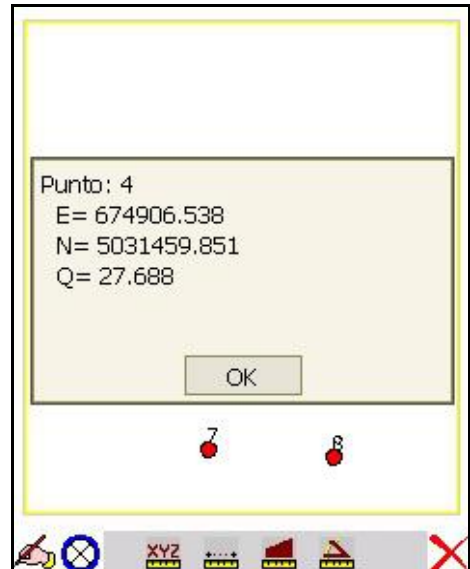 Punto: 4
E= 674906.538
N= 5031459.851
Q= 27.688
OK
7
8
XYZ